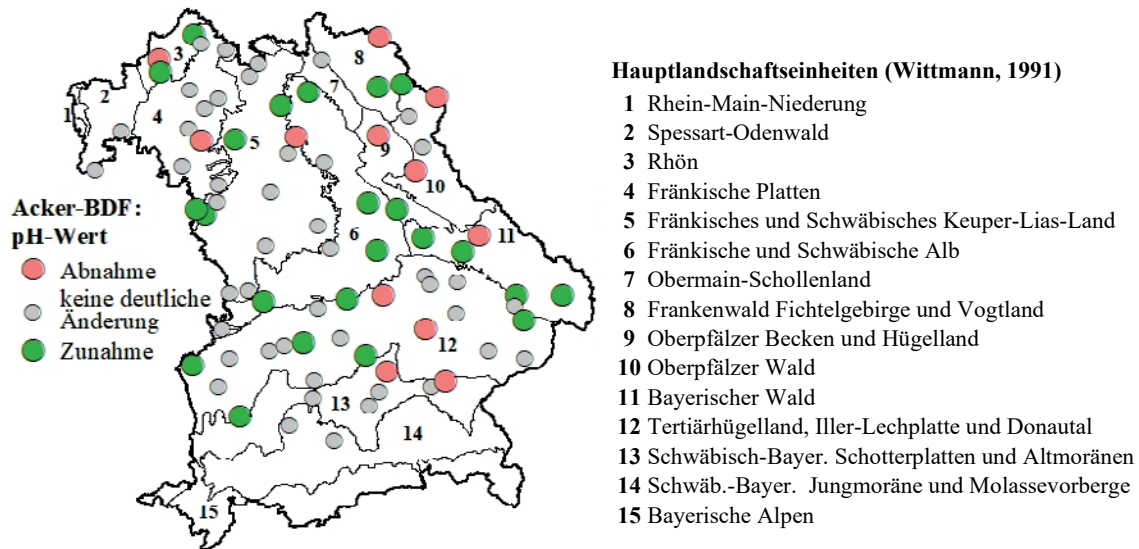 3
8
7
2
1
4
9
5
10
6
11
12
13
14
15
Acker-BDF:
pH-Wert
Abnahme
keine deutliche
Änderung
Zunahme
Hauptlandschaftseinheiten (Wittmann, 1991)
1 Rhein-Main-Niederung
2 Spessart-Odenwald
3 Rhön
4 Fränkische Platten
5 Fränkisches und Schwäbisches Keuper-Lias-Land
6 Fränkische und Schwäbische Alb
7 Obermain-Schollenland
8 Frankenwald Fichtelgebirge und Vogtland
9 Oberpfälzer Becken und Hügelland
10 Oberpfälzer Wald
11 Bayerischer Wald
12 Tertiärhügelland, Iller-Lechplatte und Donautal
13 Schwäbisch-Bayer. Schotterplatten und Altmoränen
14 Schwäb.-Bayer. Jungmoräne und Molassevorberge
15 Bayerische Alpen